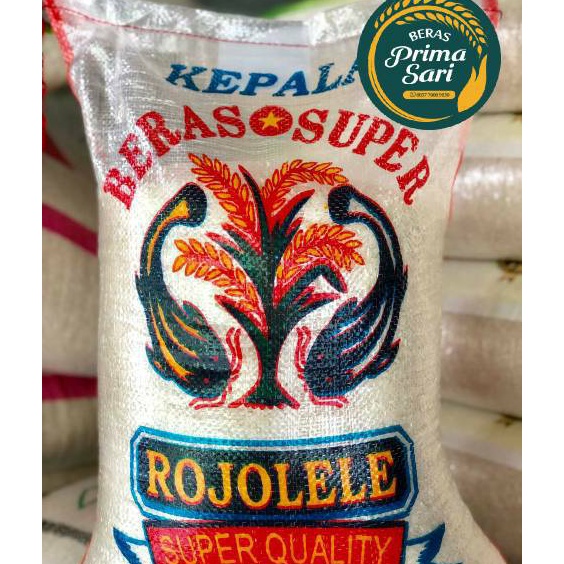 BERAS
Prima
Sari
KEPALA
BERAS SUPER
ROJOLELE
SUPER QUALITY